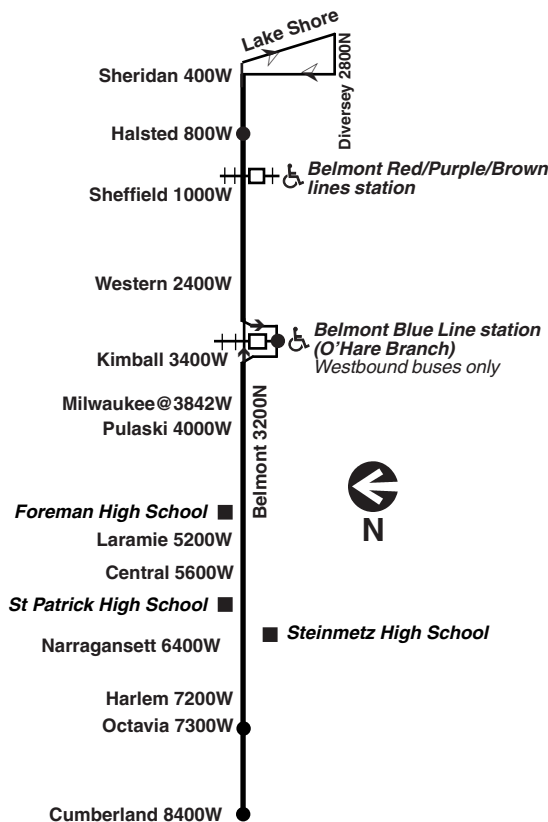 Lake Shore
Diversey 2800N
Sheridan 400W
Halsted 800W
Belmont Red/Purple/Brown
lines station
Sheffield 1000W
Western 2400W
Belmont Blue Line station
(O'Hare Branch)
Westbound buses only
Kimball 3400W
Milwaukee@3842W
Pulaski 4000W
Belmont 3200N
N
Foreman High School
Laramie 5200W
Central 5600W
St Patrick High School
Steinmetz High School
Narragansett 6400W
Harlem 7200W
Octavia 7300W
Cumberland 8400W